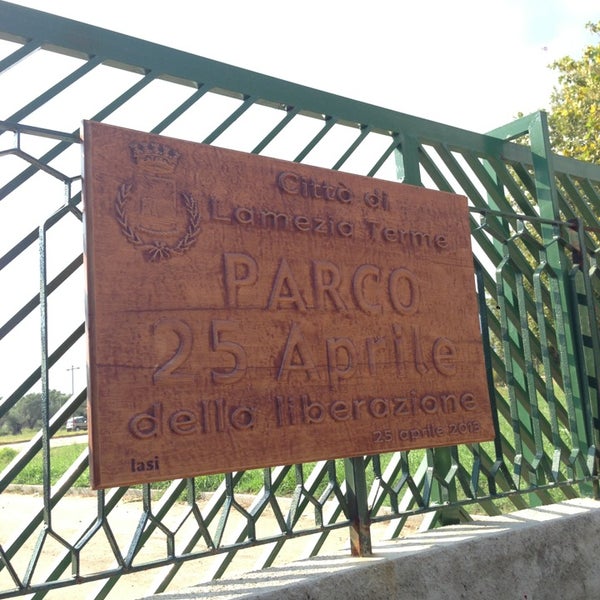 Città di
Lamezia Terme
PARCO
25 Aprile
della liberazione
25 aprile 2013
Iasi